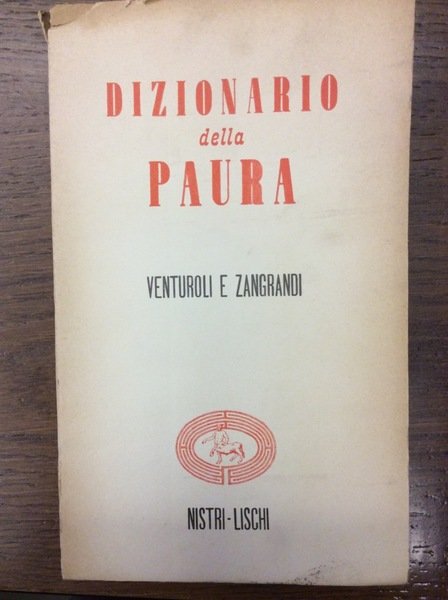 DIZIONARIO
della
PAURA
VENTUROLI E ZANGRANDI
NISTRI-LISCHI